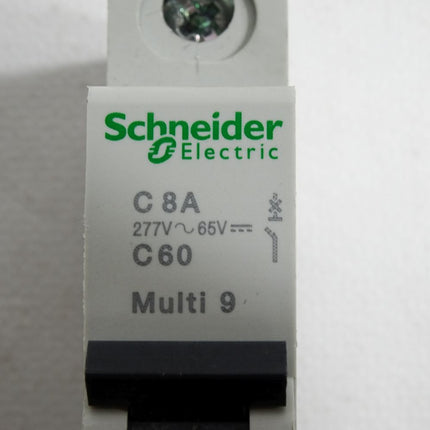 Schneider
Electric
C 8A
277V ~ 65V ⎓
C60
Multi 9